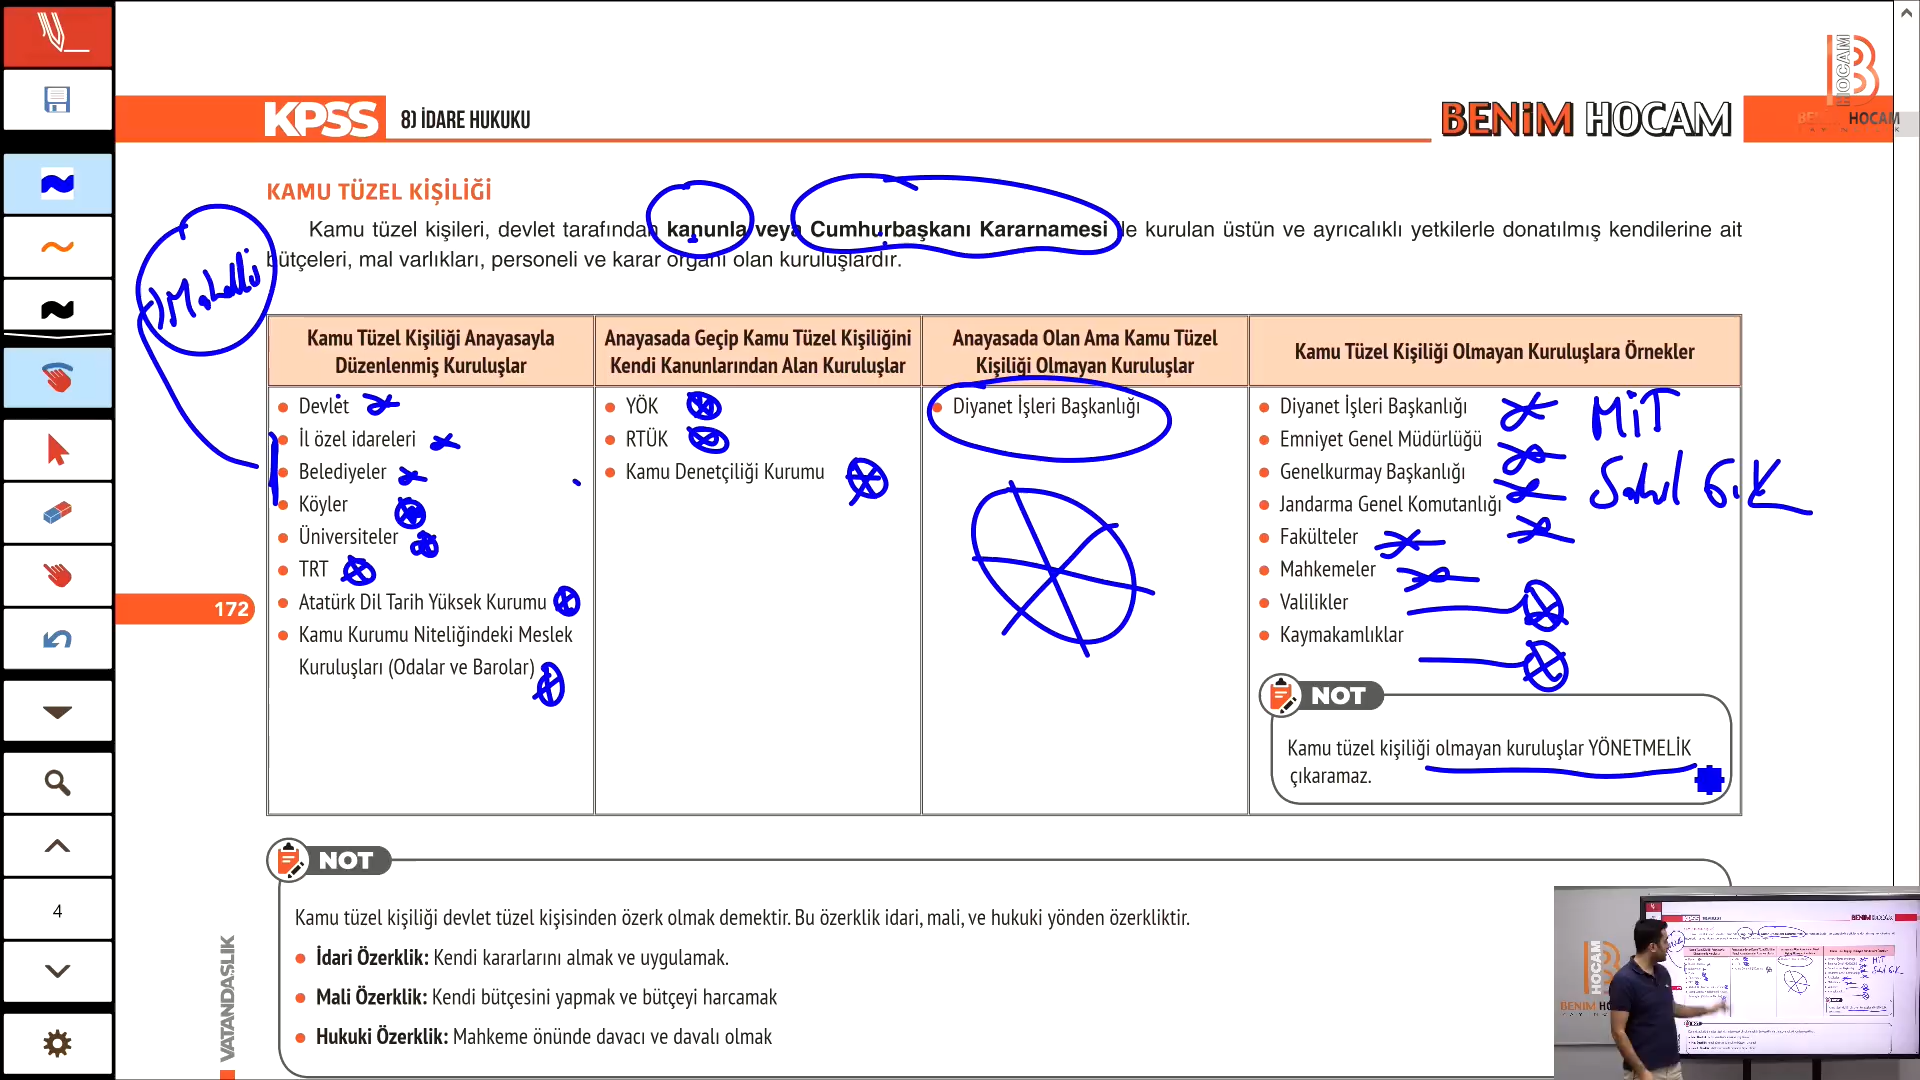 B HOCAM
KPSS 8) İDARE HUKUKU
BENiM HOCAM
HOCAM
KAMU TÜZEL KİŞİLİĞİ
Kamu tüzel kişileri, devlet tarafından kanunla veya Cumhurbaşkanı Kararnamesi le kurulan üstün ve ayrıcalıklı yetkilerle donatılmış kendilerine ait
bütçeleri, mal varlıkları, personeli ve karar organı olan kuruluşlardır.
Kamu Tüzel Kişiliği Anayasayla
Düzenlenmiş Kuruluşlar
• Devlet
• İl özel idareleri
• Belediyeler
• Köyler
• Üniversiteler
• TRT
• Atatürk Dil Tarih Yüksek Kurumu
• Kamu Kurumu Niteliğindeki Meslek
Kuruluşları (Odalar ve Barolar)
Anayasada Geçip Kamu Tüzel Kişiliğini
Kendi Kanunlarından Alan Kuruluşlar
• YÖK
• RTÜK
• Kamu Denetçiliği Kurumu
Anayasada Olan Ama Kamu Tüzel
Kişiliği Olmayan Kuruluşlar
• Diyanet İşleri Başkanlığı
Kamu Tüzel Kişiliği Olmayan Kuruluşlara Örnekler
• Diyanet İşleri Başkanlığı
• Emniyet Genel Müdürlüğü
• Genelkurmay Başkanlığı
• Jandarma Genel Komutanlığı
• Fakülteler
• Mahkemeler
• Valilikler
• Kaymakamlıklar
MİT
NOT
Kamu tüzel kişiliği olmayan kuruluşlar YÖNETMELİK
çıkaramaz.
172
NOT
Kamu tüzel kişiliği devlet tüzel kişisinden özerk olmak demektir. Bu özerklik idari, mali, ve hukuki yönden özerkliktir.
• İdari Özerklik: Kendi kararlarını almak ve uygulamak.
• Mali Özerklik: Kendi bütçesini yapmak ve bütçeyi harcamak
• Hukuki Özerklik: Mahkeme önünde davacı ve davalı olmak
VATANDAŞLIK
4